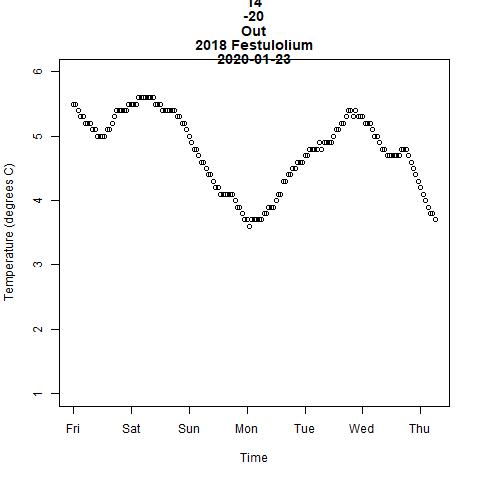 14
-20
Out
2018 Festulolium
2020-01-23
Temperature (degrees C)
6
5
4
3
2
1
Fri Sat Sun Mon Tue Wed Thu
Time